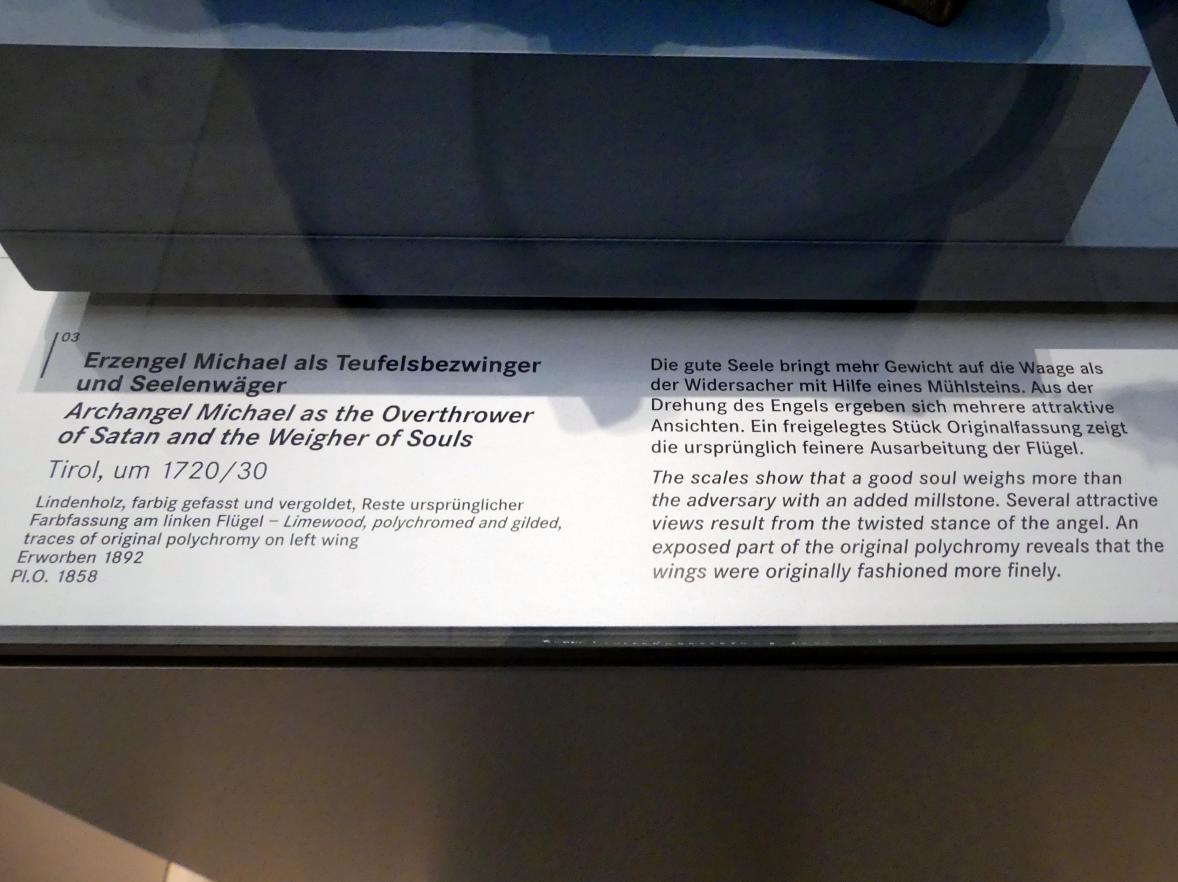 03
Erzengel Michael als Teufelsbezwinger
und Seelenwäger
Archangel Michael as the Overthrower
of Satan and the Weigher of Souls
Tirol, um 1720/30
Lindenholz, farbig gefasst und vergoldet, Reste ursprünglicher
Farbfassung am linken Flügel – Limewood, polychromed and gilded,
traces of original polychromy on left wing
Erworben 1892
Pl.O. 1858
Die gute Seele bringt mehr Gewicht auf die Waage als
der Widersacher mit Hilfe eines Mühlsteins. Aus der
Drehung des Engels ergeben sich mehrere attraktive
Ansichten. Ein freigelegtes Stück Originalfassung zeigt
die ursprünglich feinere Ausarbeitung der Flügel.
The scales show that a good soul weighs more than
the adversary with an added millstone. Several attractive
views result from the twisted stance of the angel. An
exposed part of the original polychromy reveals that the
wings were originally fashioned more finely.